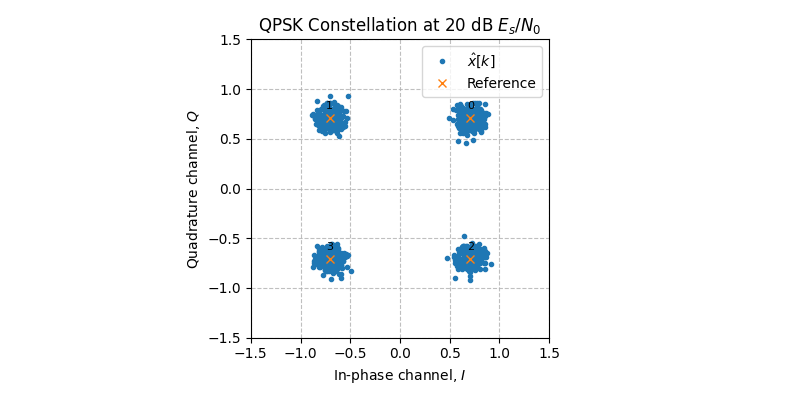 QPSK Constellation at 20 dB $E_s/N_0$
$\hat{x}[k]$
Reference
1.5
1.0
0.5
0.0
−0.5
−1.0
−1.5
Quadrature channel, Q
1
0
3
2
−1.5 −1.0 −0.5 0.0 0.5 1.0 1.5
In-phase channel, I